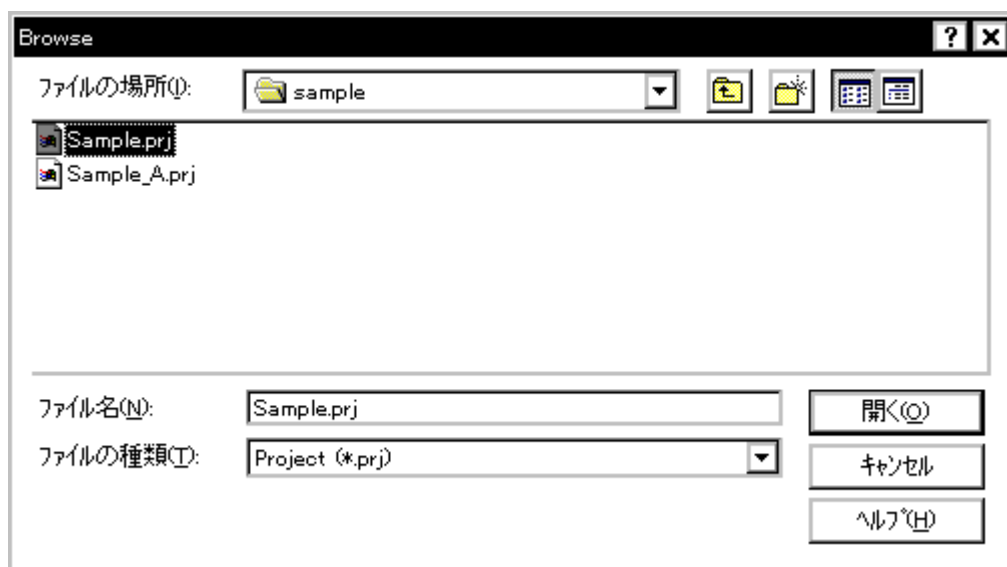 Browse
ﾌｧｲﾙの場所(I):
sample
Sample.prj
Sample_A.prj
ﾌｧｲﾙ名(N):
Sample.prj
開く(O)
ﾌｧｲﾙの種類(T):
Project (*.prj)
ｷｬﾝｾﾙ
ﾍﾙﾌﾟ(H)